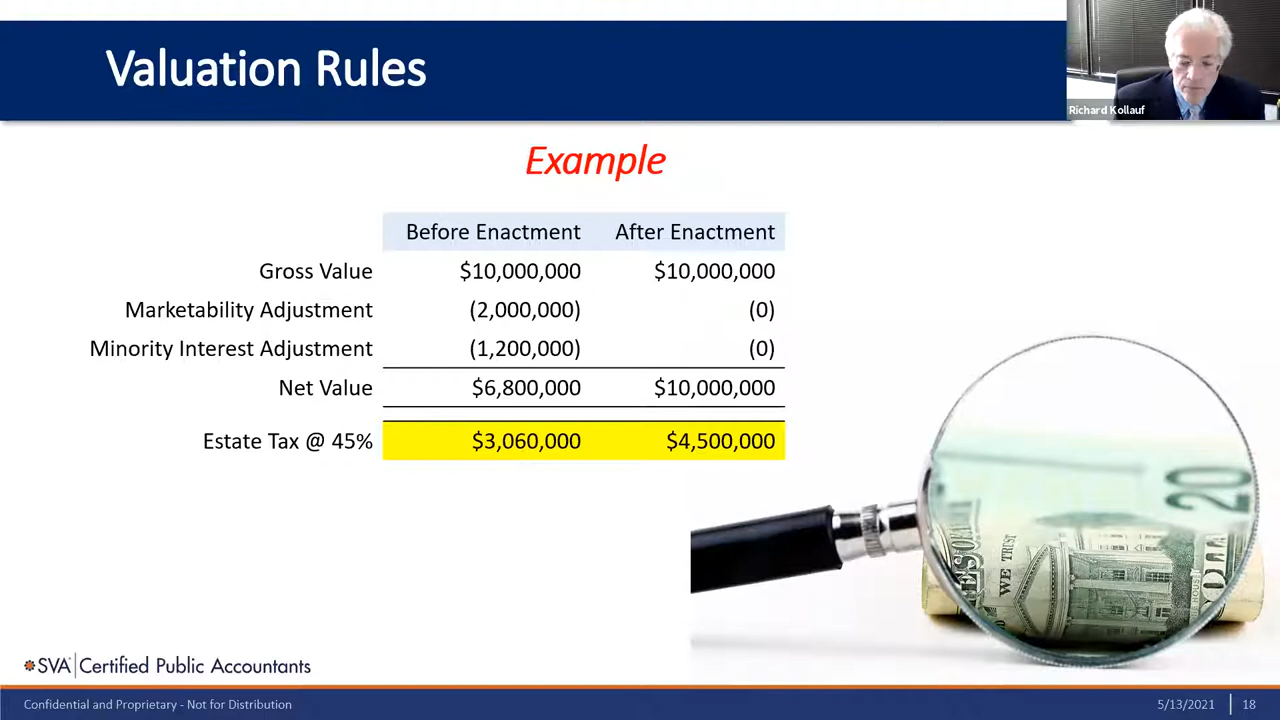 Valuation Rules
Richard Kollauf
Example
Before Enactment After Enactment
Gross Value $10,000,000 $10,000,000
Marketability Adjustment (2,000,000) (0)
Minority Interest Adjustment (1,200,000) (0)
Net Value $6,800,000 $10,000,000
Estate Tax @ 45% $3,060,000 $4,500,000
20
WE TRUST
SVA Certified Public Accountants
Confidential and Proprietary - Not for Distribution 5/13/2021 18